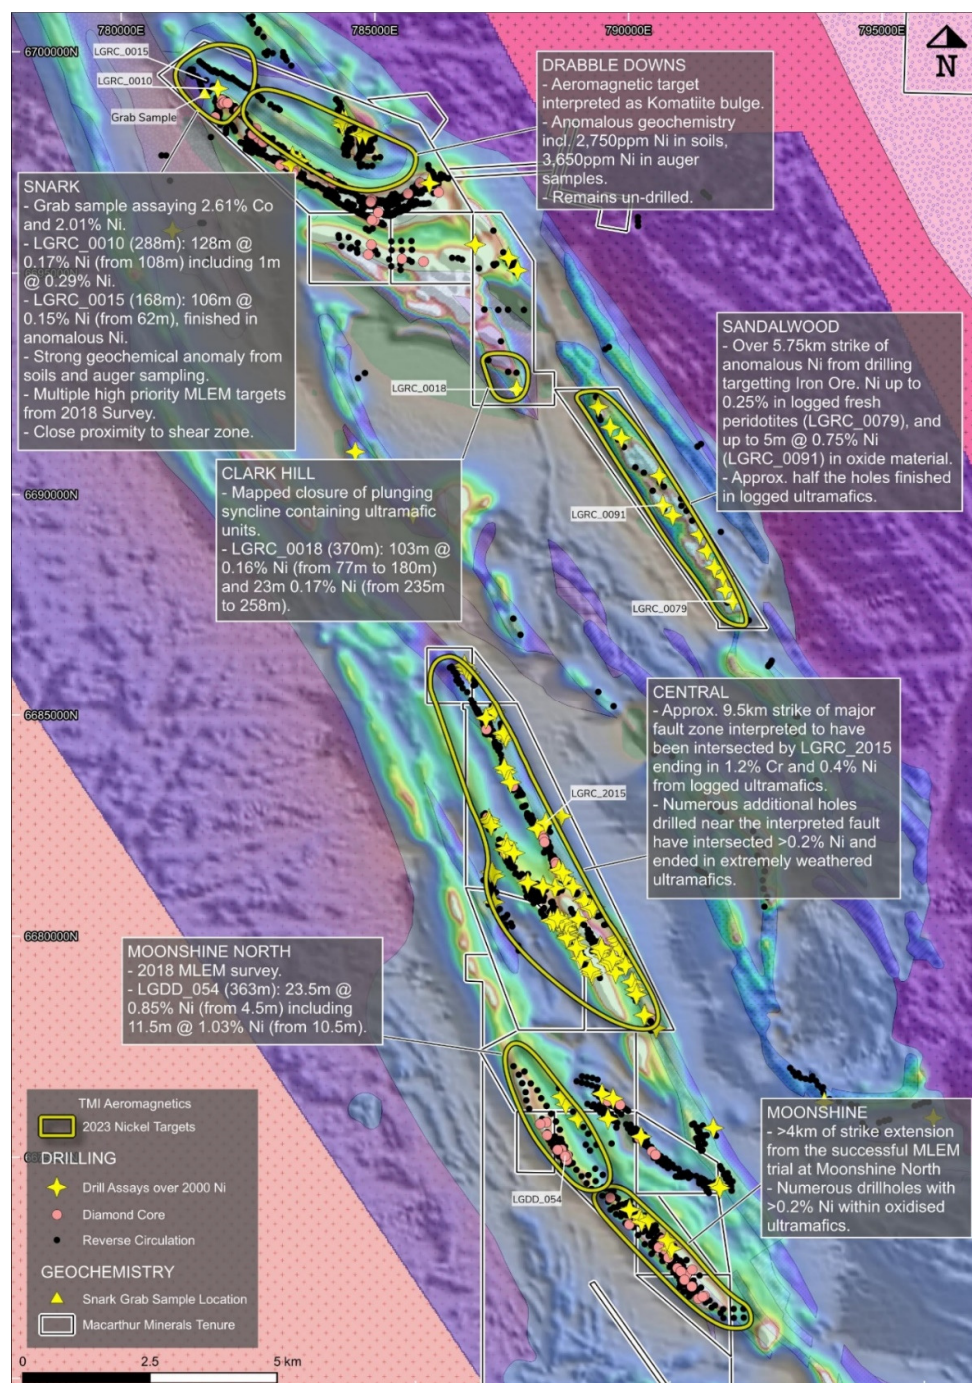 780000E
785000E
790000E
795000E
6700000N
LGRC_0015
LGRC_0010
Grab Sample
N
DRABBLE DOWNS
- Aeromagnetic target
interpreted as Komatiite bulge.
- Anomalous geochemistry
incl. 2,750ppm Ni in soils,
3,650ppm Ni in auger
samples.
- Remains un-drilled.
SNARK
- Grab sample assaying 2.61% Co
and 2.01% Ni.
- LGRC_0010 (288m): 128m @
0.17% Ni (from 108m) including 1m
@ 0.29% Ni.
- LGRC_0015 (168m): 106m @
0.15% Ni (from 62m), finished in
anomalous Ni.
- Strong geochemical anomaly from
soils and auger sampling.
- Multiple high priority MLEM targets
from 2018 Survey.
- Close proximity to shear zone.
SANDALWOOD
- Over 5.75km strike of
anomalous Ni from drilling
targetting Iron Ore. Ni up to
0.25% in logged fresh
peridotites (LGRC_0079), and
up to 5m @ 0.75% Ni
(LGRC_0091) in oxide material.
- Approx. half the holes finished
in logged ultramafics.
LGRC_0018
CLARK HILL
- Mapped closure of plunging
syncline containing ultramafic
units.
- LGRC_0018 (370m): 103m @
0.16% Ni (from 77m to 180m)
and 23m 0.17% Ni (from 235m
to 258m).
6690000N
LGRC_0091
LGRC_0079
6685000N
CENTRAL
- Approx. 9.5km strike of major
fault zone interpreted to have
been intersected by LGRC_2015
ending in 1.2% Cr and 0.4% Ni
from logged ultramafics.
- Numerous additional holes
drilled near the interpreted fault
have intersected >0.2% Ni and
ended in extremely weathered
ultramafics.
LGRC_2015
6680000N
MOONSHINE NORTH
- 2018 MLEM survey.
- LGDD_054 (363m): 23.5m @
0.85% Ni (from 4.5m) including
11.5m @ 1.03% Ni (from 10.5m).
MOONSHINE
- >4km of strike extension
from the successful MLEM
trial at Moonshine North
- Numerous drillholes with
>0.2% Ni within oxidised
ultramafics.
LGDD_054
TMI Aeromagnetics
2023 Nickel Targets
DRILLING
Drill Assays over 2000 Ni
Diamond Core
Reverse Circulation
GEOCHEMISTRY
Snark Grab Sample Location
Macarthur Minerals Tenure
0 2.5 5 km